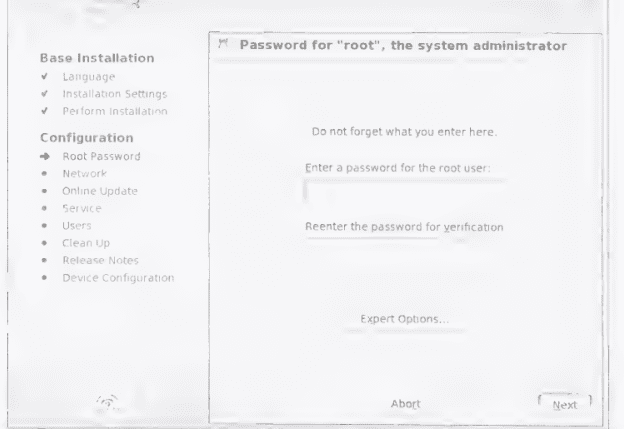 Base Installation
Language
Installation Settings
Perform Installation
Configuration
Root Password
Network
Online Update
Service
Users
Clean Up
Release Notes
Device Configuration
Password for "root", the system administrator
Do not forget what you enter here.
Enter a password for the root user:
Reenter the password for verification
Expert Options...
Abort
Next